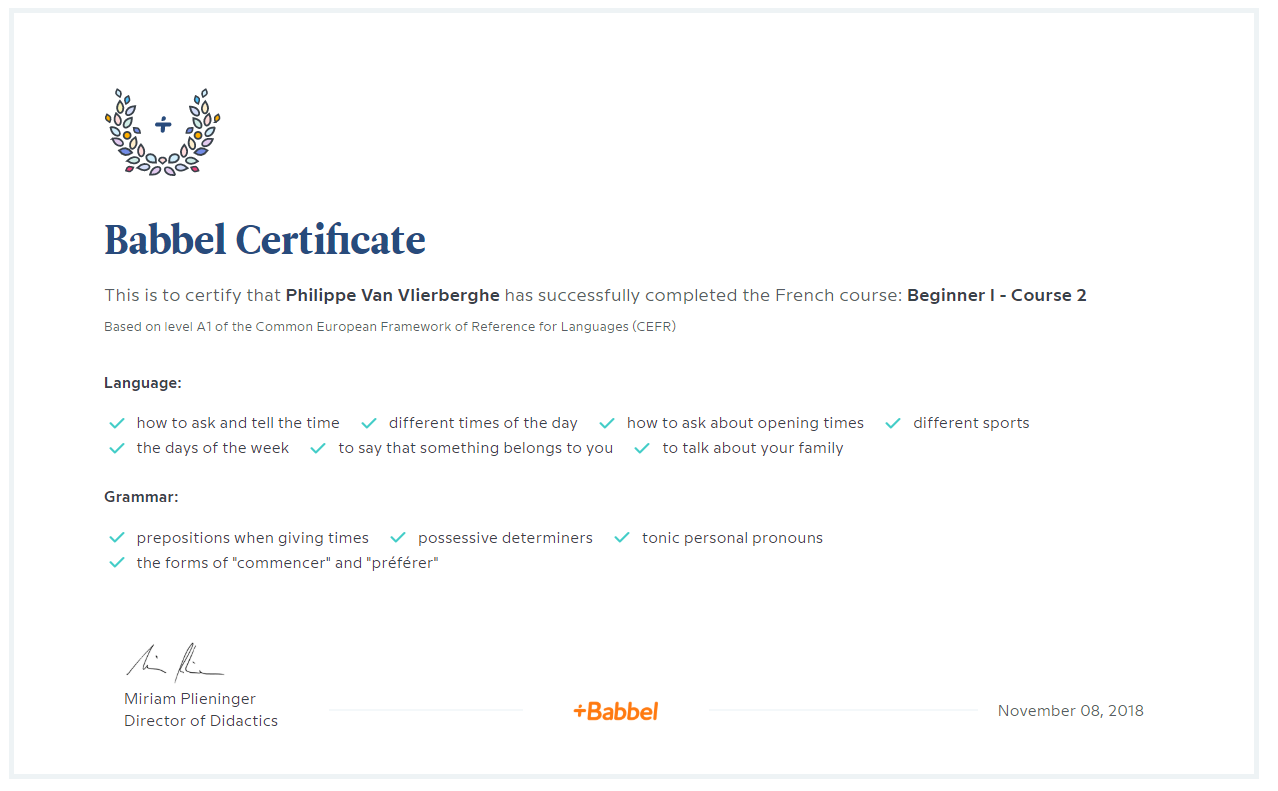 Babbel Certificate
This is to certify that Philippe Van Vlierberghe has successfully completed the French course: Beginner I - Course 2
Based on level A1 of the Common European Framework of Reference for Languages (CEFR)
Language:
how to ask and tell the time different times of the day how to ask about opening times different sports
the days of the week to say that something belongs to you to talk about your family
Grammar:
prepositions when giving times possessive determiners tonic personal pronouns
the forms of "commencer" and "préférer"
Miriam Plieninger
Director of Didactics
+Babbel
November 08, 2018